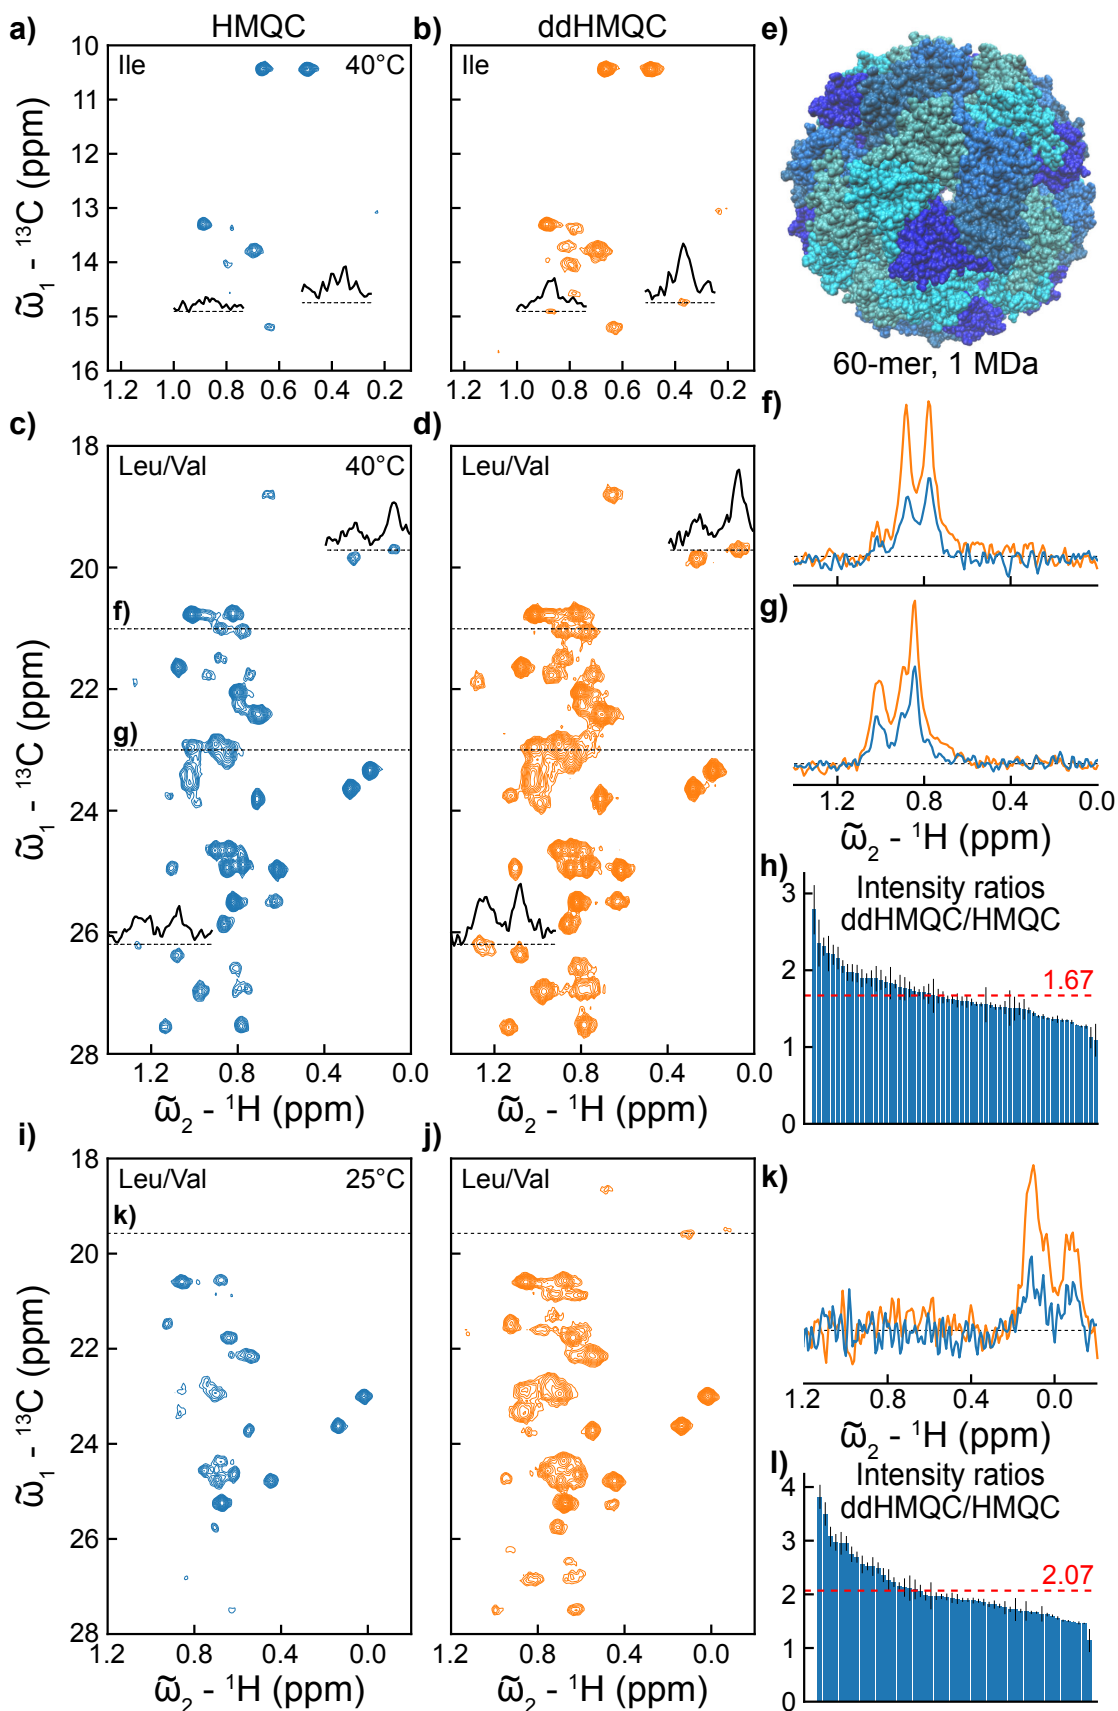 a)
HMQC
b)
ddHMQC
e)
Ile
40°C
Ile
10
11
12
13
14
15
16
ω̃₁ - ¹³C (ppm)
1.2 1.0 0.8 0.6 0.4 0.2
1.2 1.0 0.8 0.6 0.4 0.2
60-mer, 1 MDa
c)
d)
f)
Leu/Val
40°C
Leu/Val
f)
g)
18
20
22
24
26
28
ω̃₁ - ¹³C (ppm)
1.2 0.8 0.4 0.0
ω̃₂ - ¹H (ppm)
1.2 0.8 0.4 0.0
ω̃₂ - ¹H (ppm)
g)
1.2 0.8 0.4 0.0
ω̃₂ - ¹H (ppm)
h)
Intensity ratios
ddHMQC/HMQC
1.67
3
2
1
0
i)
j)
k)
Leu/Val
25°C
Leu/Val
k)
18
20
22
24
26
28
ω̃₁ - ¹³C (ppm)
1.2 0.8 0.4 0.0
ω̃₂ - ¹H (ppm)
1.2 0.8 0.4 0.0
ω̃₂ - ¹H (ppm)
1.2 0.8 0.4 0.0
ω̃₂ - ¹H (ppm)
l)
Intensity ratios
ddHMQC/HMQC
2.07
4
3
2
1
0